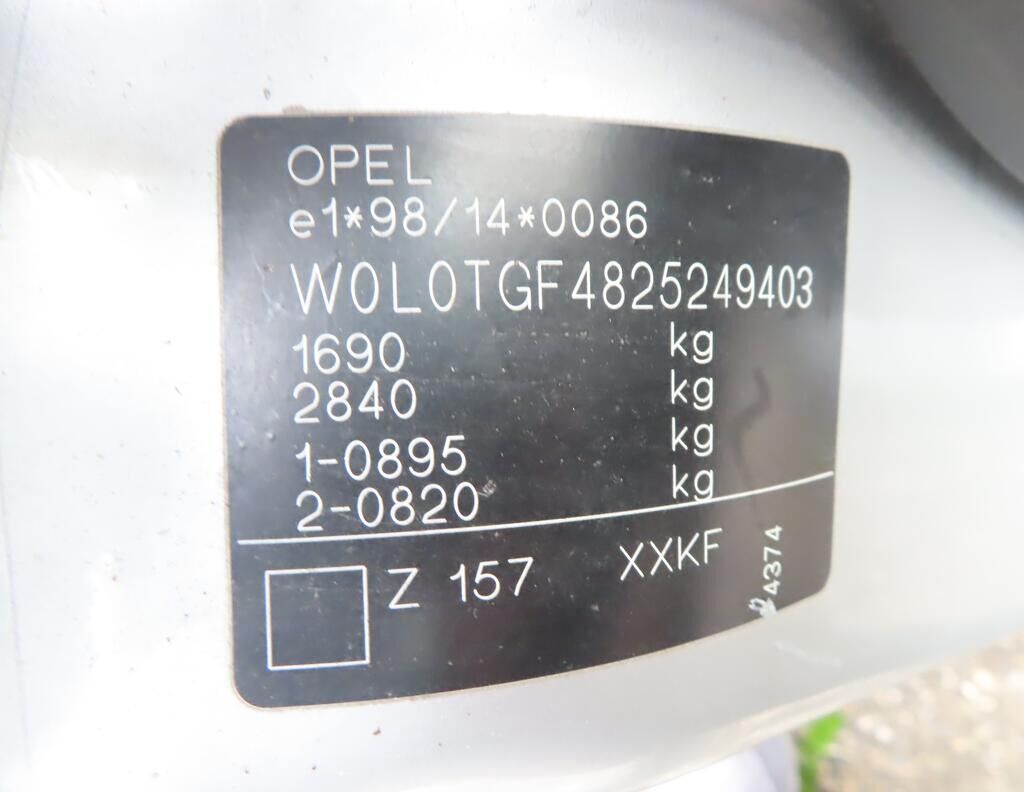 OPEL
e1*98/14*0086
W0L0TGF4825249403
1690 kg
2840 kg
1-0895 kg
2-0820 kg
Z 157 XXKF
4374